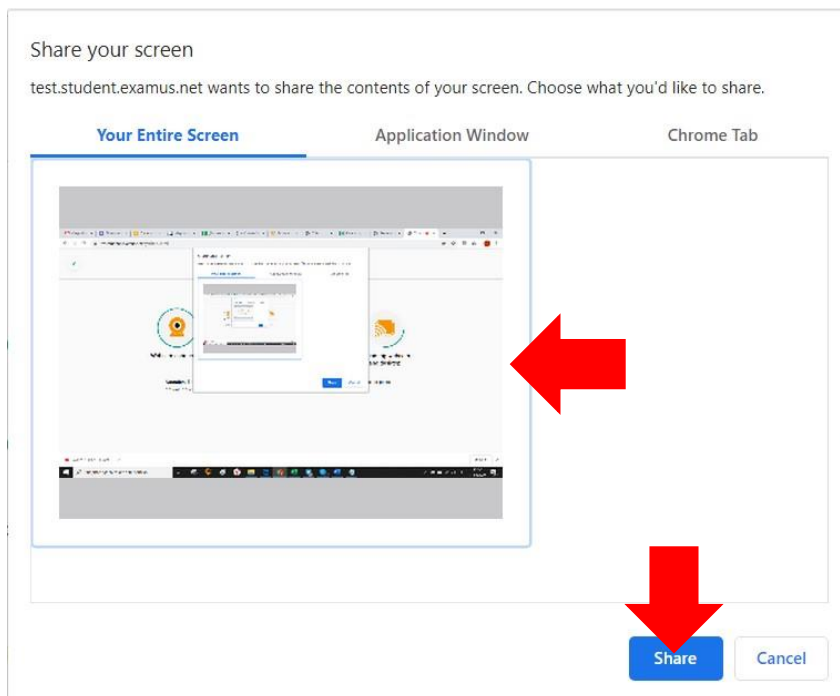 Share your screen
test.student.examus.net wants to share the contents of your screen. Choose what you'd like to share.
Your Entire Screen
Application Window
Chrome Tab
Share
Cancel